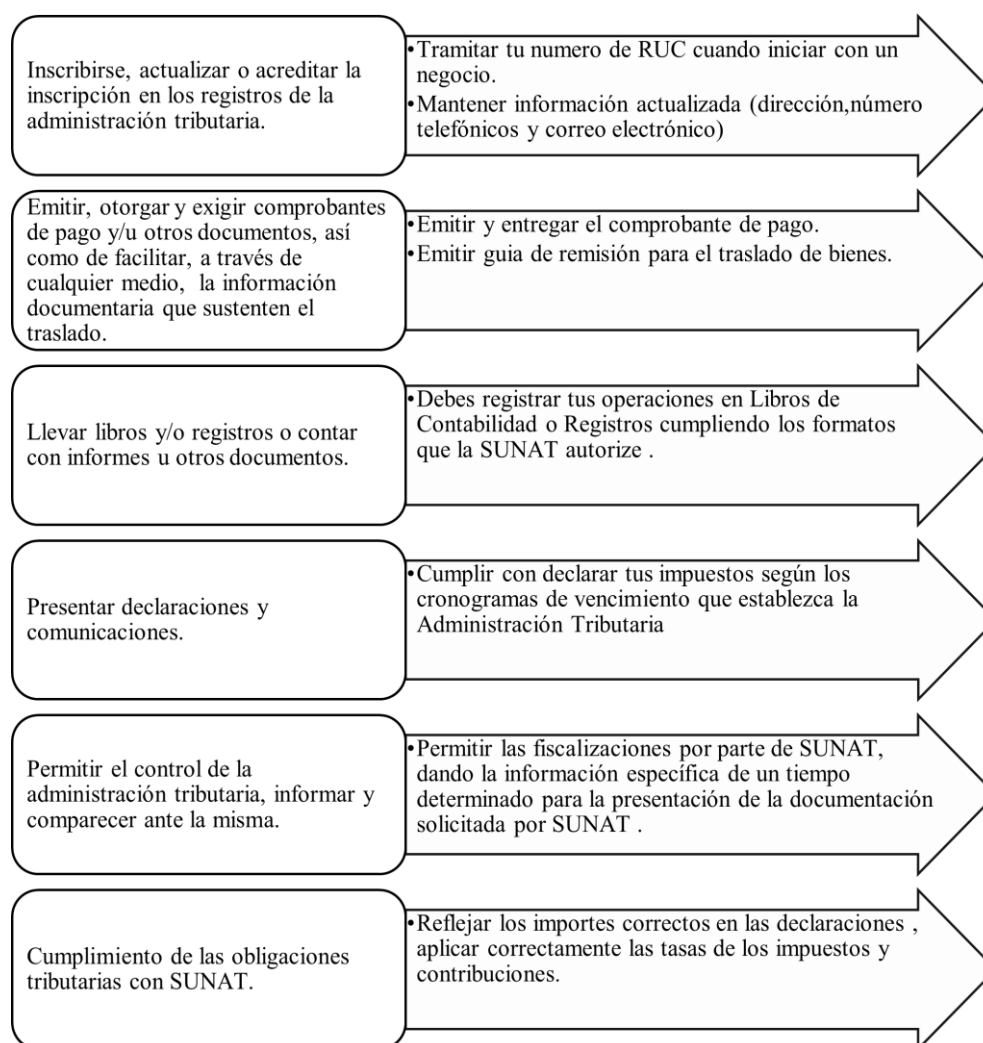 Inscribirse, actualizar o acreditar la
inscripción en los registros de la
administración tributaria.
•Tramitar tu numero de RUC cuando iniciar con un
negocio.
•Mantener información actualizada (dirección,número
telefónicos y correo electrónico)
Emitir, otorgar y exigir comprobantes
de pago y/u otros documentos, así
como de facilitar, a través de
cualquier medio, la información
documentaria que sustenten el
traslado.
•Emitir y entregar el comprobante de pago.
•Emitir guia de remisión para el traslado de bienes.
Llevar libros y/o registros o contar
con informes u otros documentos.
•Debes registrar tus operaciones en Libros de
Contabilidad o Registros cumpliendo los formatos
que la SUNAT autorize .
Presentar declaraciones y
comunicaciones.
•Cumplir con declarar tus impuestos según los
cronogramas de vencimiento que establezca la
Administración Tributaria
Permitir el control de la
administración tributaria, informar y
comparecer ante la misma.
•Permitir las fiscalizaciones por parte de SUNAT,
dando la información específica de un tiempo
determinado para la presentación de la documentación
solicitada por SUNAT .
Cumplimiento de las obligaciones
tributarias con SUNAT.
•Reflejar los importes correctos en las declaraciones ,
aplicar correctamente las tasas de los impuestos y
contribuciones.